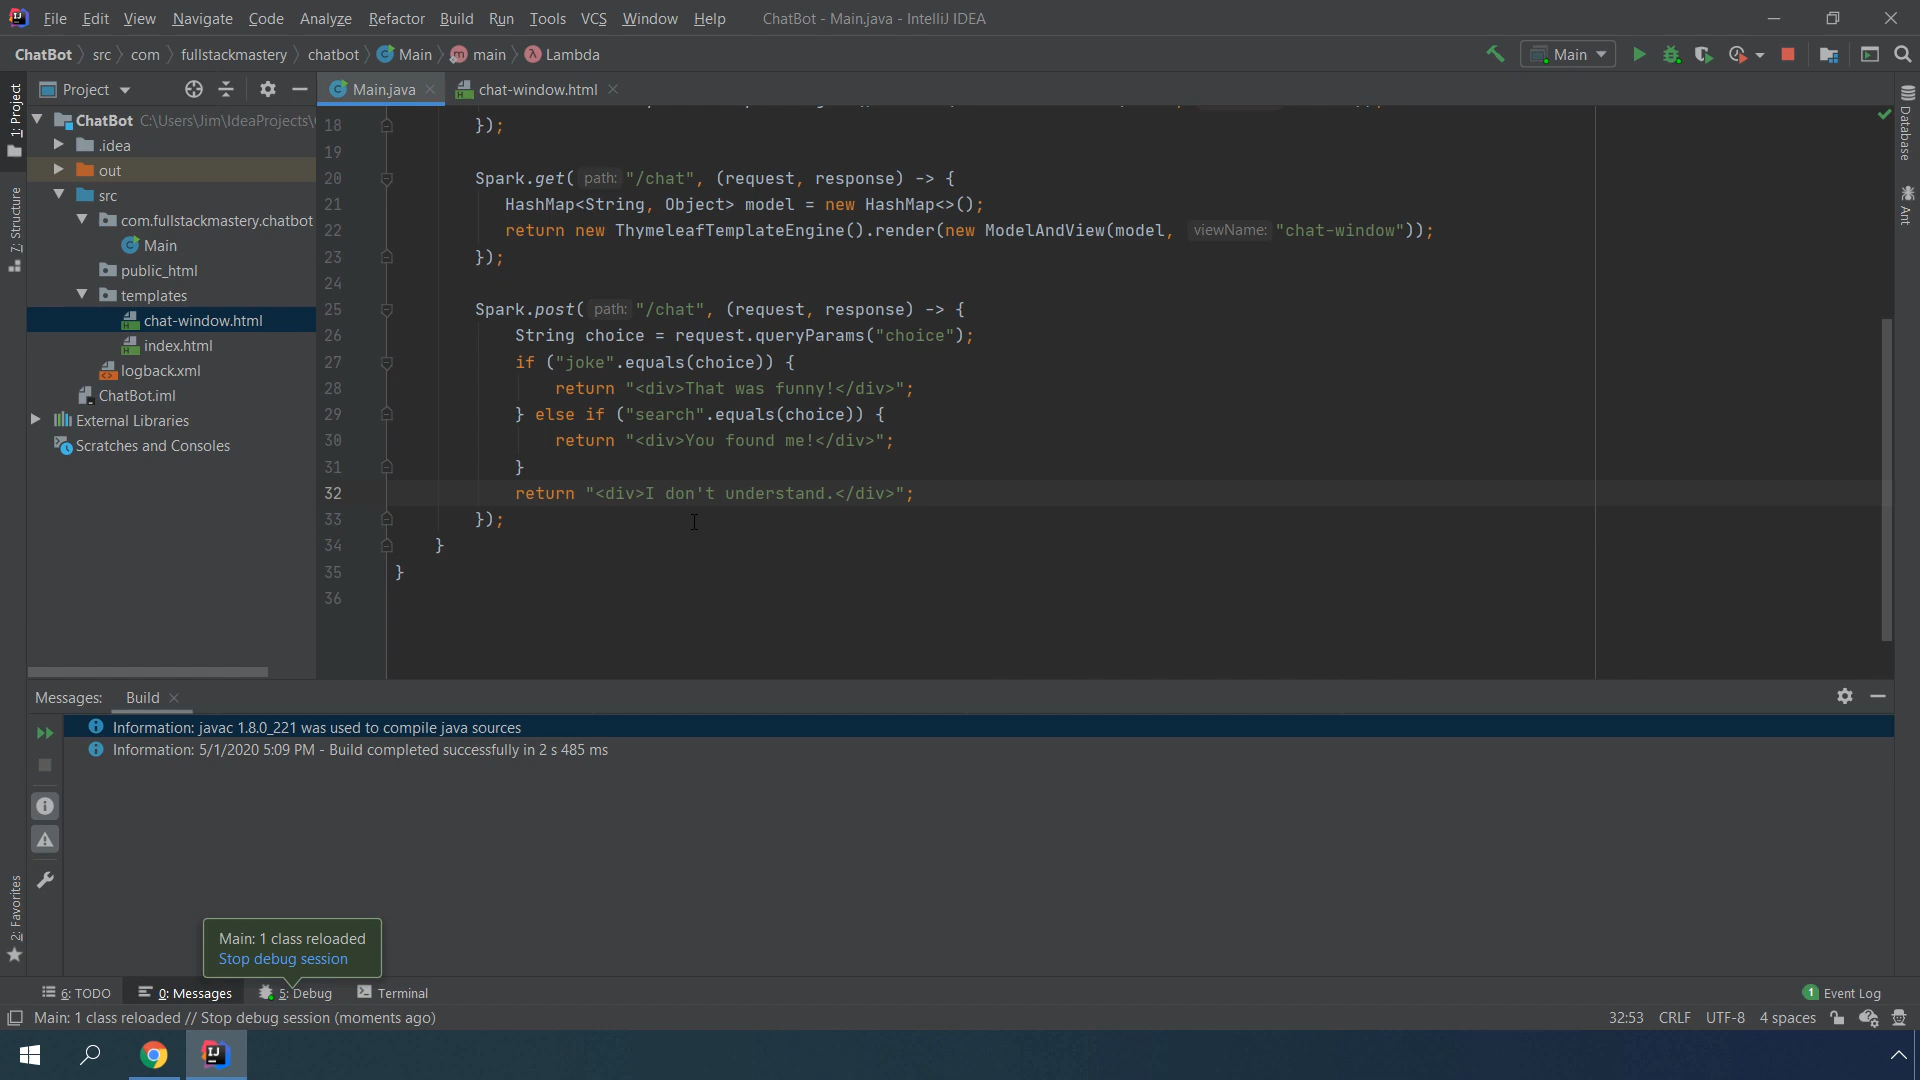 File Edit View Navigate Code Analyze Refactor Build Run Tools VCS Window Help ChatBot - Main.java - IntelliJ IDEA
ChatBot src com fullstackmastery chatbot Main main Lambda Main
1: Project
7: Structure
2: Favorites
Database
Ant
Project
ChatBot C:\Users\Jim\IdeaProjects\
.idea
out
src
com.fullstackmastery.chatbot
Main
public_html
templates
chat-window.html
index.html
logback.xml
ChatBot.iml
External Libraries
Scratches and Consoles
Main.java chat-window.html
18 });
19
20 Spark.get( path: "/chat", (request, response) -> {
21 HashMap<String, Object> model = new HashMap<>();
22 return new ThymeleafTemplateEngine().render(new ModelAndView(model, viewName: "chat-window"));
23 });
24
25 Spark.post( path: "/chat", (request, response) -> {
26 String choice = request.queryParams("choice");
27 if ("joke".equals(choice)) {
28 return "<div>That was funny!</div>";
29 } else if ("search".equals(choice)) {
30 return "<div>You found me!</div>";
31 }
32 return "<div>I don't understand.</div>";
33 });
34 }
35 }
36
Messages: Build
Information: javac 1.8.0_221 was used to compile java sources
Information: 5/1/2020 5:09 PM - Build completed successfully in 2 s 485 ms
Main: 1 class reloaded
Stop debug session
6: TODO 0: Messages 5: Debug Terminal 1 Event Log
Main: 1 class reloaded // Stop debug session (moments ago) 32:53 CRLF UTF-8 4 spaces